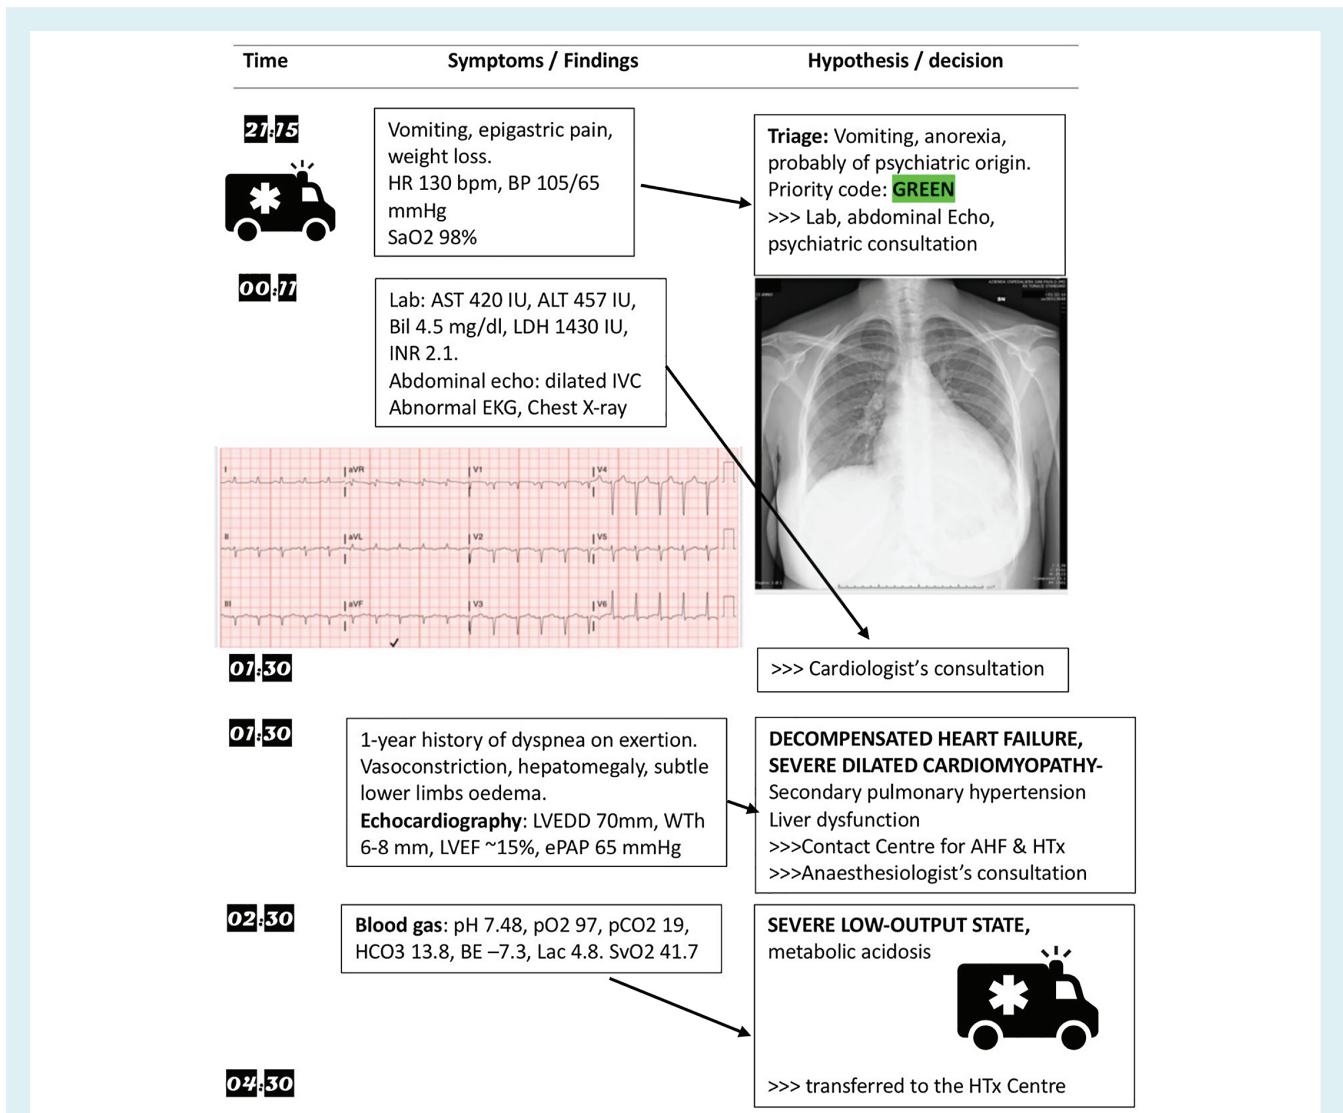 Time Symptoms / Findings Hypothesis / decision
21:15
Vomiting, epigastric pain,
weight loss.
HR 130 bpm, BP 105/65
mmHg
SaO2 98%
Triage: Vomiting, anorexia,
probably of psychiatric origin.
Priority code: GREEN
>>> Lab, abdominal Echo,
psychiatric consultation
00:11
Lab: AST 420 IU, ALT 457 IU,
Bil 4.5 mg/dl, LDH 1430 IU,
INR 2.1.
Abdominal echo: dilated IVC
Abnormal EKG, Chest X-ray
I aVR V1 V4
II aVL V2 V5
III aVF V3 V6
01:30
>>> Cardiologist’s consultation
01:30
1-year history of dyspnea on exertion.
Vasoconstriction, hepatomegaly, subtle
lower limbs oedema.
Echocardiography: LVEDD 70mm, WTh
6-8 mm, LVEF ~15%, ePAP 65 mmHg
DECOMPENSATED HEART FAILURE,
SEVERE DILATED CARDIOMYOPATHY-
Secondary pulmonary hypertension
Liver dysfunction
>>>Contact Centre for AHF & HTx
>>>Anaesthesiologist’s consultation
02:30
Blood gas: pH 7.48, pO2 97, pCO2 19,
HCO3 13.8, BE –7.3, Lac 4.8. SvO2 41.7
SEVERE LOW-OUTPUT STATE,
metabolic acidosis
04:30
>>> transferred to the HTx Centre